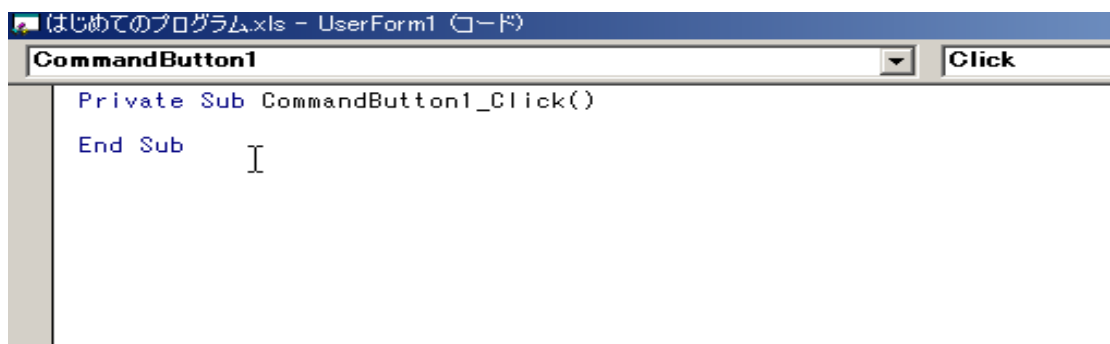 はじめてのプログラム.xls - UserForm1 (コード)
CommandButton1 Click
Private Sub CommandButton1_Click()
End Sub